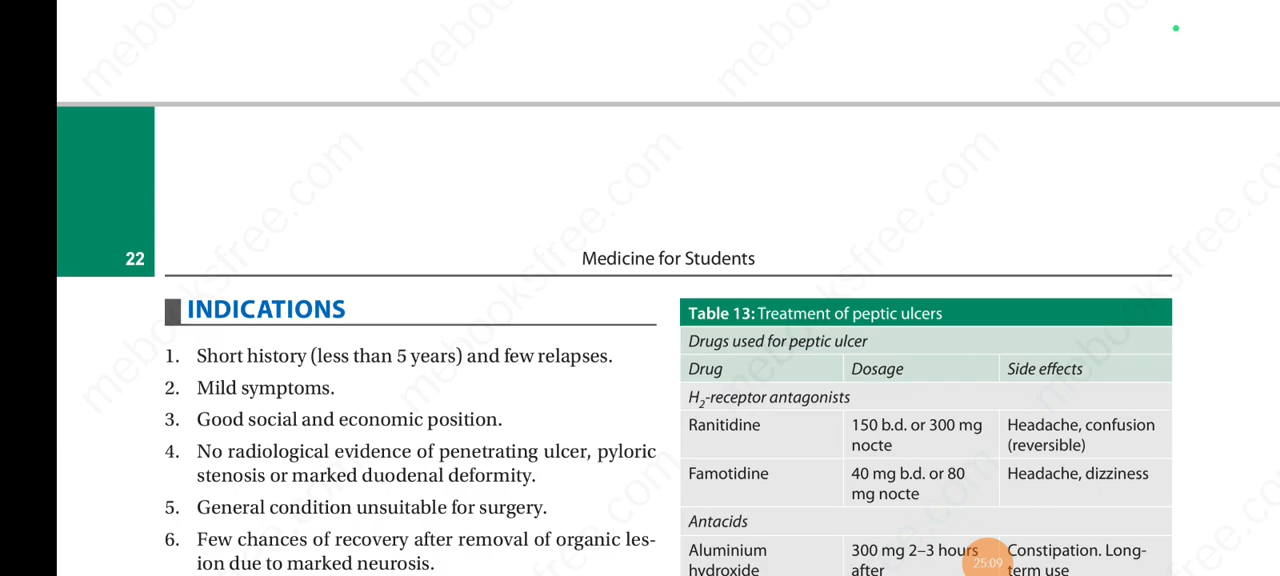 22
Medicine for Students
INDICATIONS
1. Short history (less than 5 years) and few relapses.
2. Mild symptoms.
3. Good social and economic position.
4. No radiological evidence of penetrating ulcer, pyloric
stenosis or marked duodenal deformity.
5. General condition unsuitable for surgery.
6. Few chances of recovery after removal of organic les-
ion due to marked neurosis.
Table 13: Treatment of peptic ulcers
Drugs used for peptic ulcer
Drug Dosage Side effects
H2-receptor antagonists
Ranitidine 150 b.d. or 300 mg Headache, confusion
nocte (reversible)
Famotidine 40 mg b.d. or 80 Headache, dizziness
mg nocte
Antacids
Aluminium 300 mg 2–3 hours Constipation. Long-
hydroxide after term use
25:09
mebooksfree.com